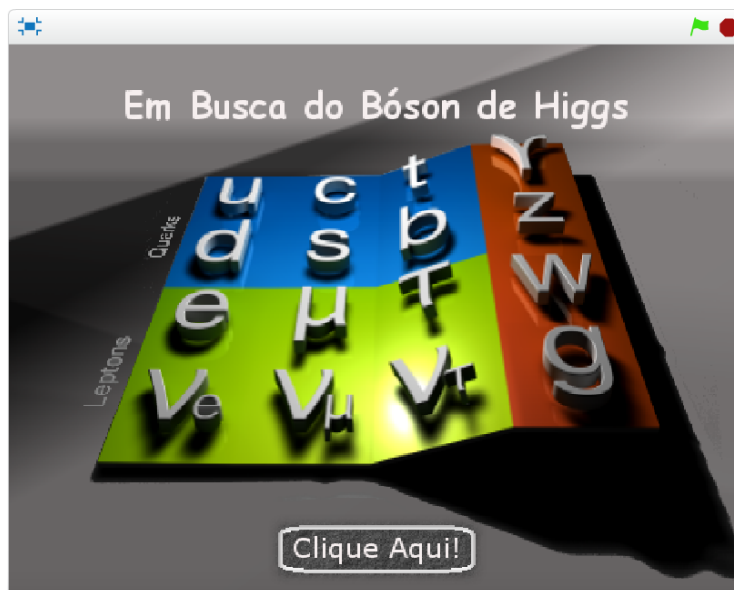 Em Busca do Bóson de Higgs
Quarks
u c t γ
d s b z
Leptons
e μ τ W
νe νμ ντ g
Clique Aqui!